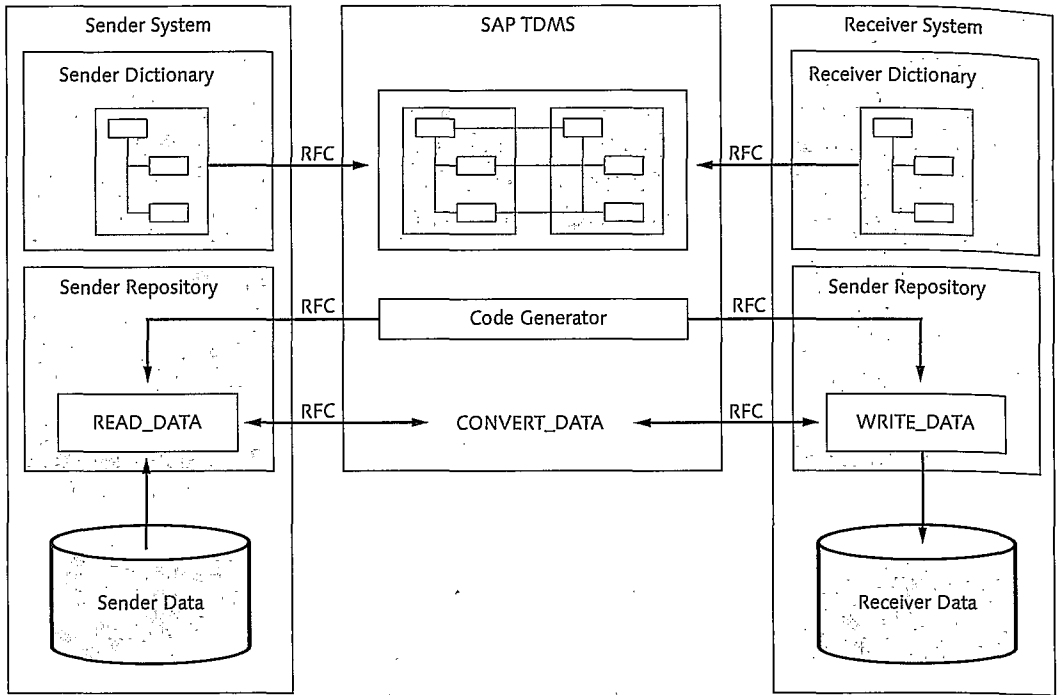 Sender System
SAP TDMS
Receiver System
Sender Dictionary
Receiver Dictionary
RFC
RFC
Sender Repository
Sender Repository
RFC
Code Generator
RFC
READ_DATA
RFC
CONVERT_DATA
RFC
WRITE_DATA
Sender Data
Receiver Data